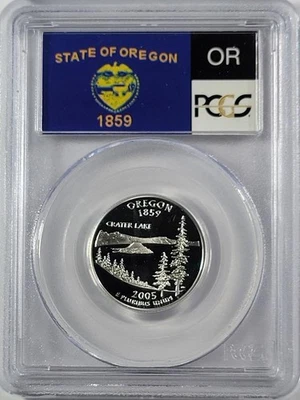 STATE OF OREGON
1859
OR
PCGS
OREGON
1859
CRATER LAKE
2005
E PLURIBUS UNUM